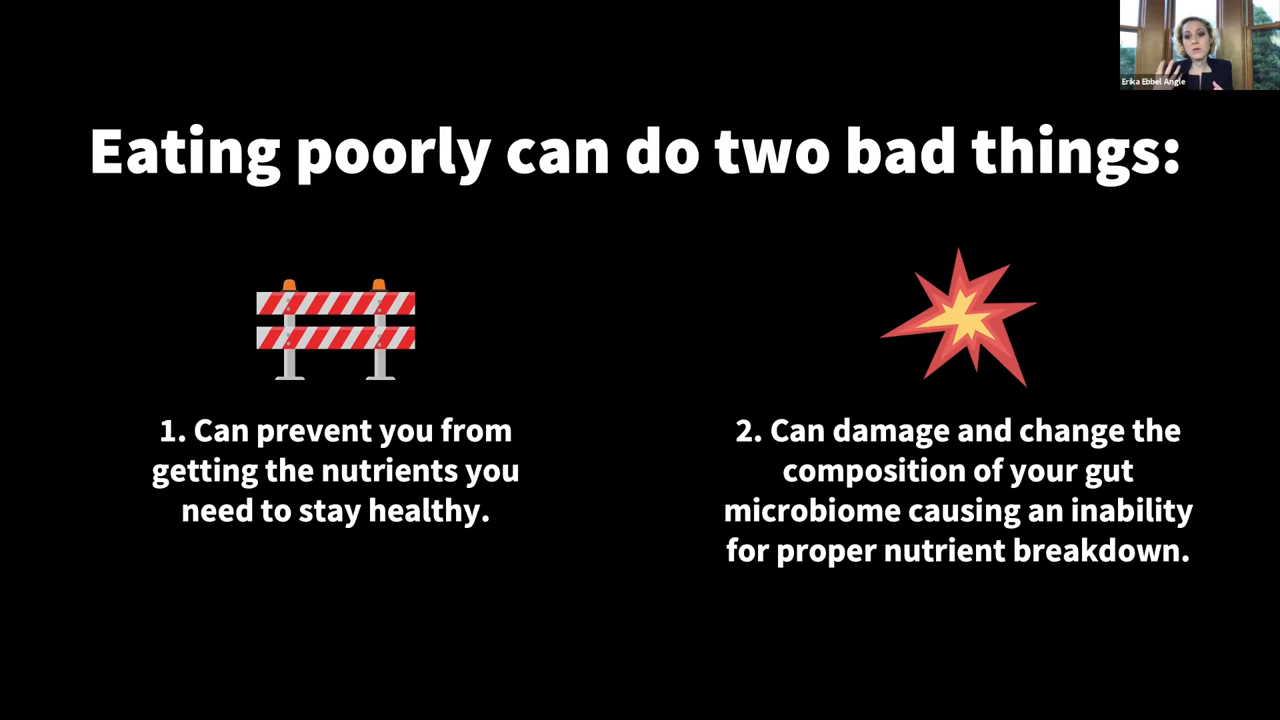 Erika Ebbel Angle
Eating poorly can do two bad things:
1. Can prevent you from
getting the nutrients you
need to stay healthy.
2. Can damage and change the
composition of your gut
microbiome causing an inability
for proper nutrient breakdown.